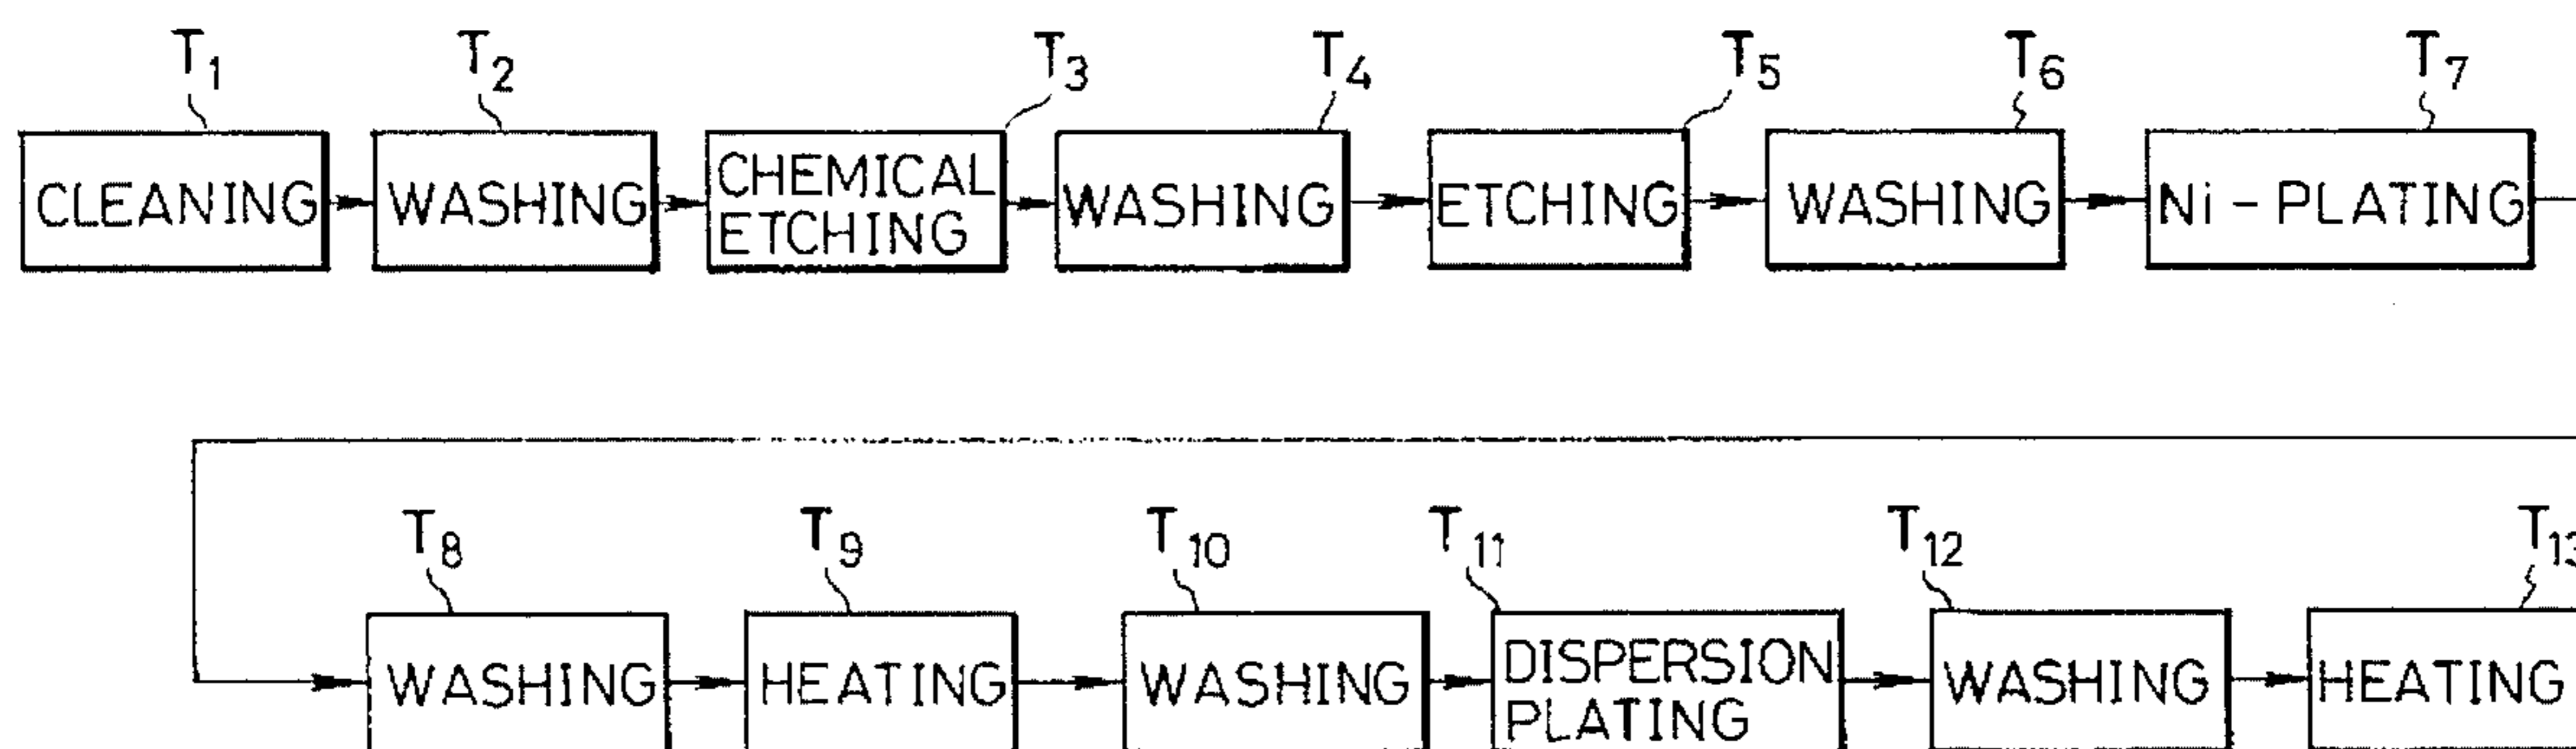 T1 T2 T3 T4 T5 T6 T7
CLEANING WASHING CHEMICAL ETCHING WASHING ETCHING WASHING Ni - PLATING
T8 T9 T10 T11 T12 T13
WASHING HEATING WASHING DISPERSION PLATING WASHING HEATING